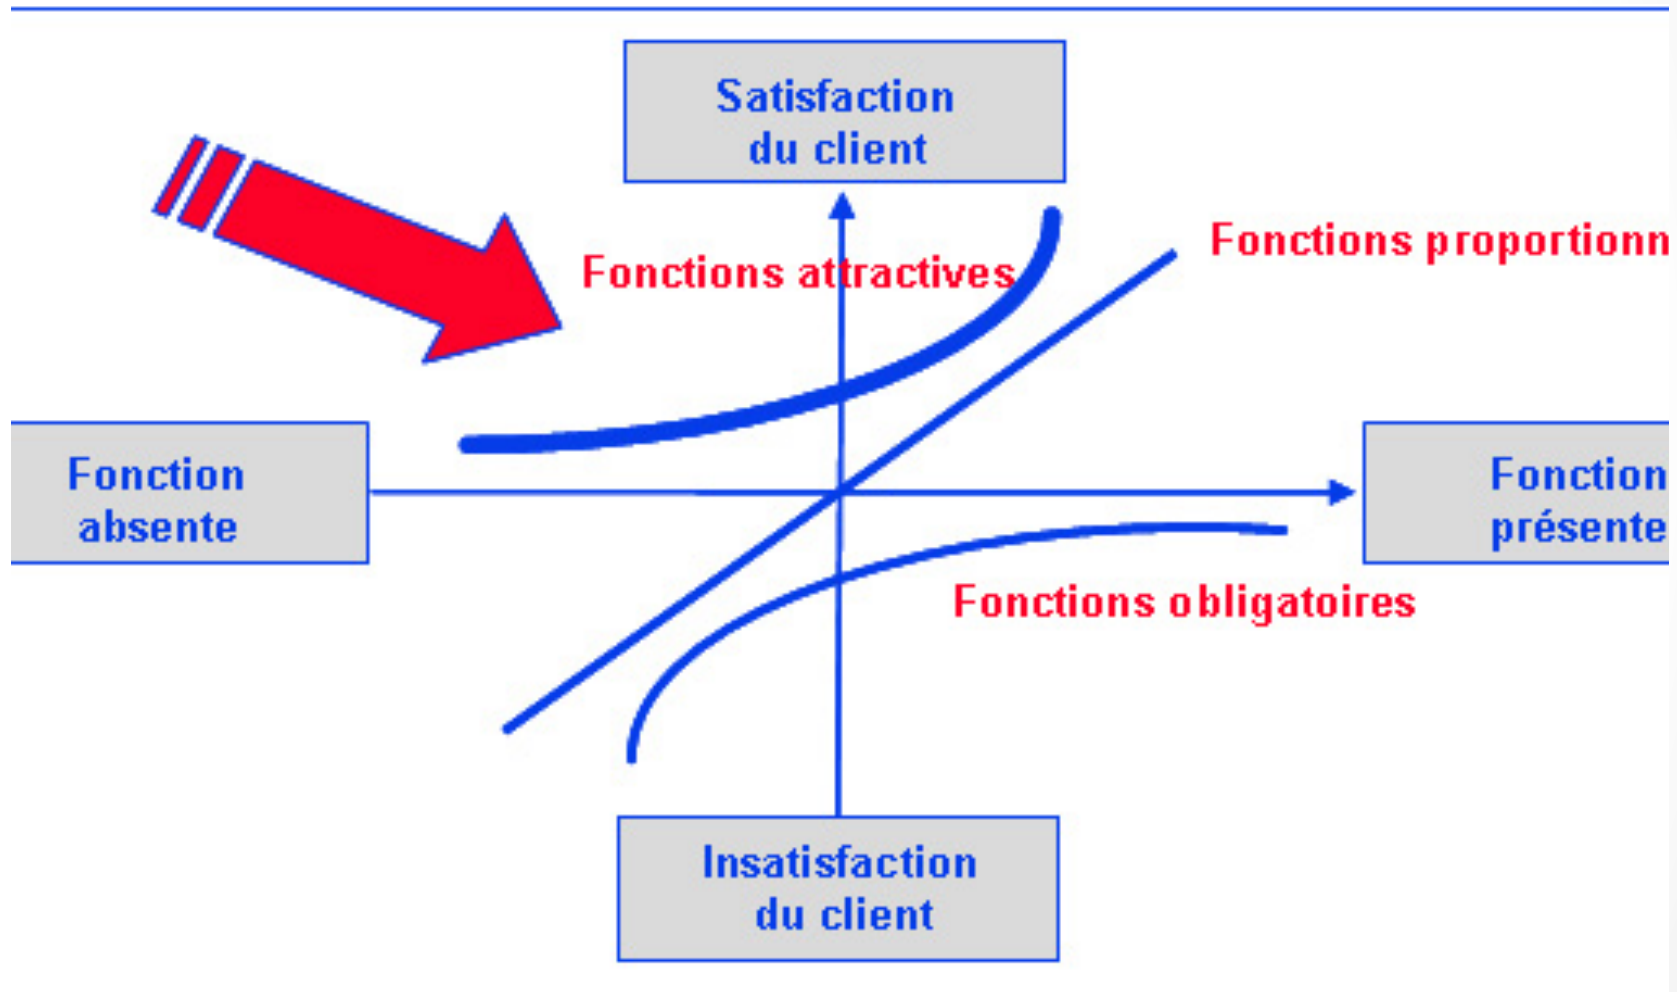 Satisfaction
du client
Fonctions attractives
Fonctions proportionn
Fonction
absente
Fonction
présente
Fonctions obligatoires
Insatisfaction
du client